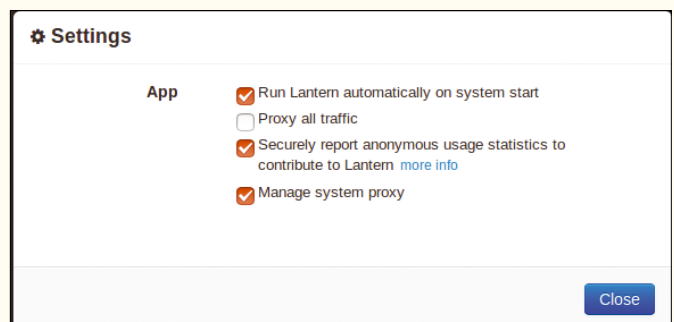 Settings
App
Run Lantern automatically on system start
Proxy all traffic
Securely report anonymous usage statistics to
contribute to Lantern more info
Manage system proxy
Close